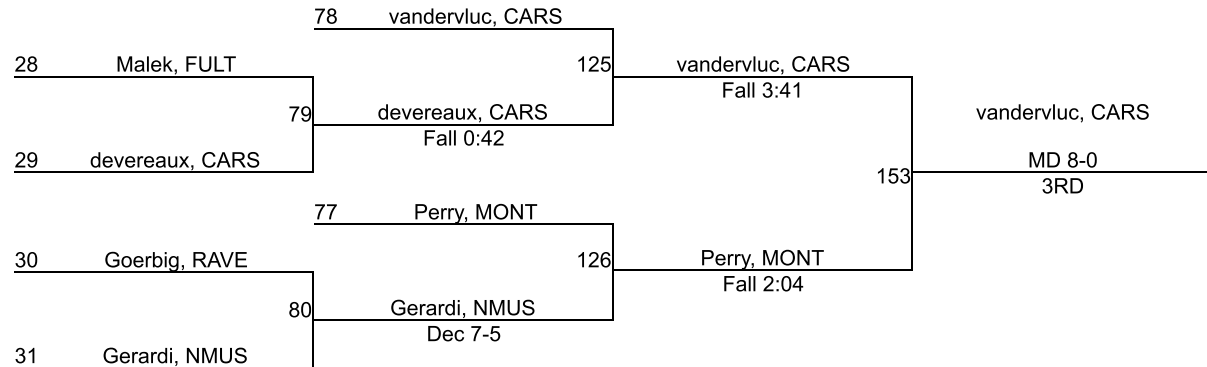 78 vandervluc, CARS
28 Malek, FULT
125 vandervluc, CARS
Fall 3:41
79 devereaux, CARS
Fall 0:42
vandervluc, CARS
29 devereaux, CARS
MD 8-0
153
3RD
77 Perry, MONT
30 Goerbig, RAVE
126 Perry, MONT
Fall 2:04
80 Gerardi, NMUS
Dec 7-5
31 Gerardi, NMUS